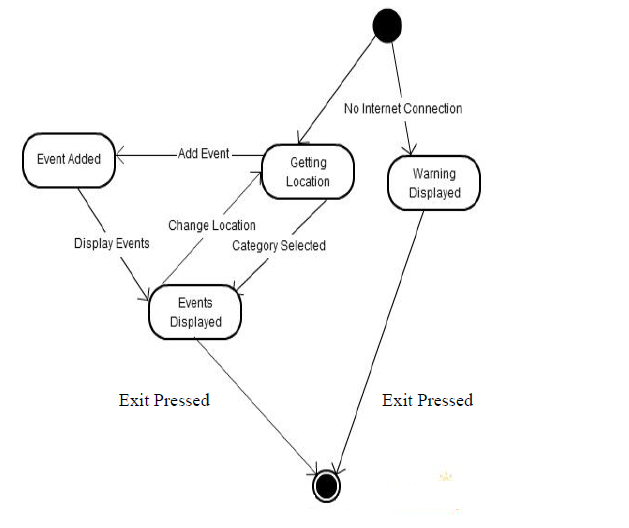 No Internet Connection
Add Event
Event Added
Getting
Location
Warning
Displayed
Change Location
Display Events
Category Selected
Events
Displayed
Exit Pressed
Exit Pressed